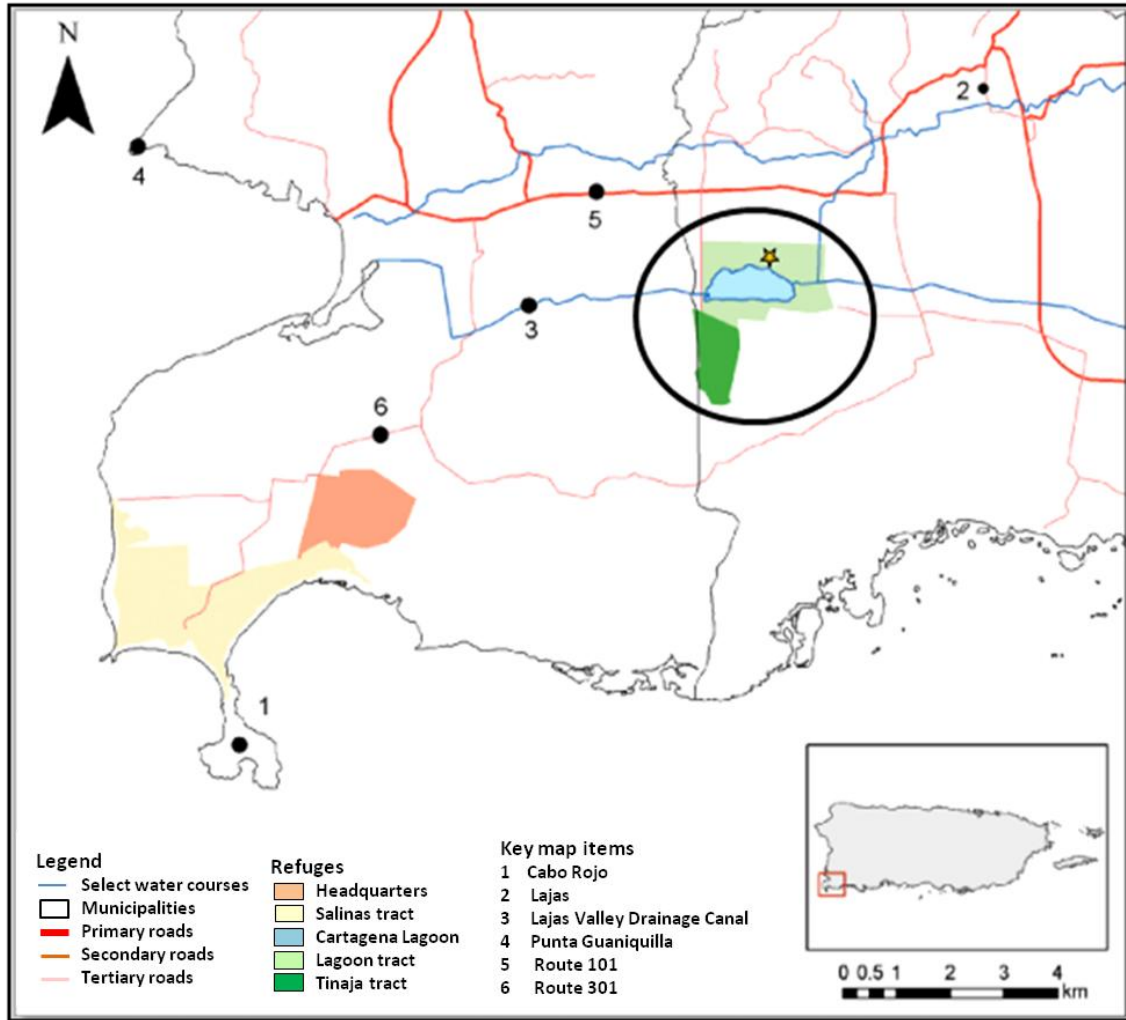 N
2
4
5
3
6
1
Legend
Select water courses
Municipalities
Primary roads
Secondary roads
Tertiary roads
Refuges
Headquarters
Salinas tract
Cartagena Lagoon
Lagoon tract
Tinaja tract
Key map items
1 Cabo Rojo
2 Lajas
3 Lajas Valley Drainage Canal
4 Punta Guaniquilla
5 Route 101
6 Route 301
0 0.5 1 2 3 4
km